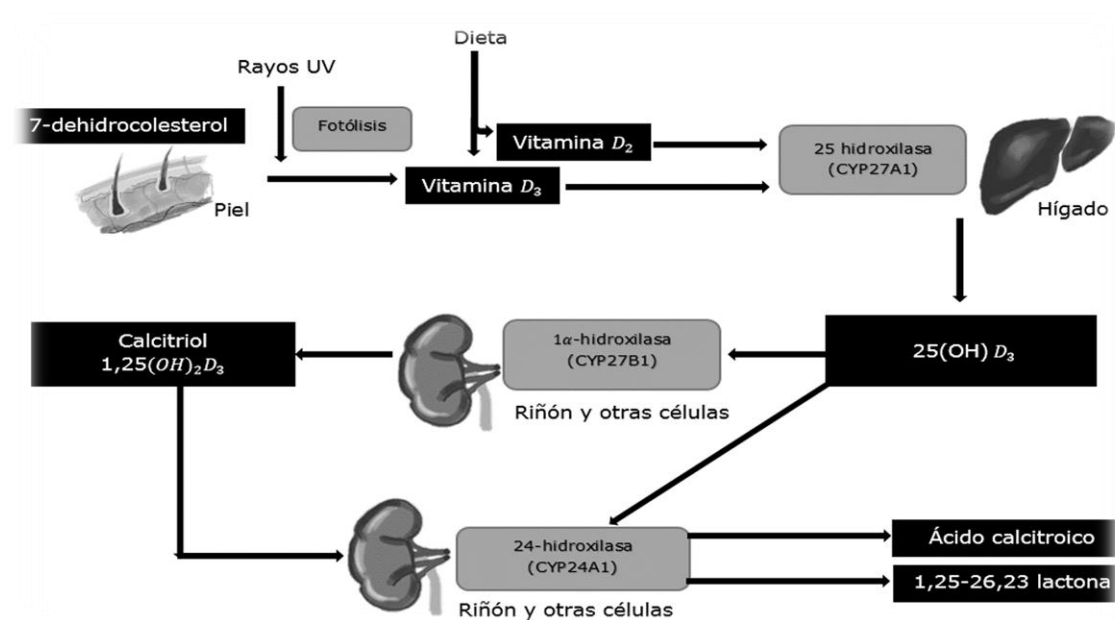 Dieta
Rayos UV
7-dehidrocolesterol
Fotólisis
Vitamina D₂
Vitamina D₃
Piel
25 hidroxilasa
(CYP27A1)
Hígado
25(OH) D₃
1α-hidroxilasa
(CYP27B1)
Riñón y otras células
Calcitriol
1,25(OH)₂D₃
24-hidroxilasa
(CYP24A1)
Riñón y otras células
Ácido calcitroico
1,25-26,23 lactona